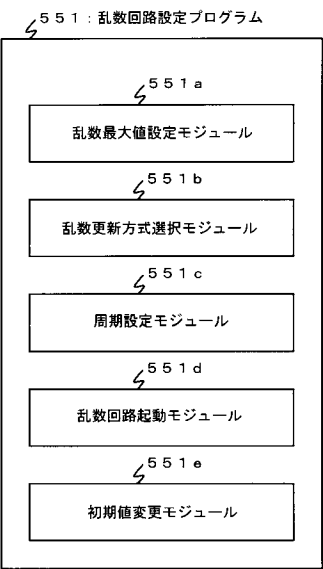 ５５１：乱数回路設定プログラム
５５１a
乱数最大値設定モジュール
５５１b
乱数更新方式選択モジュール
５５１c
周期設定モジュール
５５１d
乱数回路起動モジュール
５５１e
初期値変更モジュール